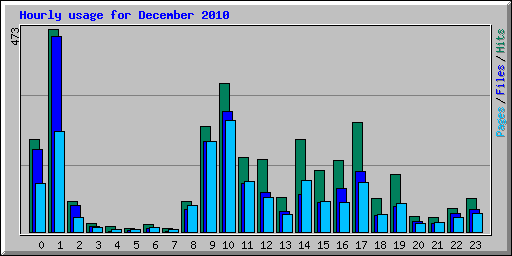 Hourly usage for December 2010
473
Pages / Files / Hits
0 1 2 3 4 5 6 7 8 9 10 11 12 13 14 15 16 17 18 19 20 21 22 23